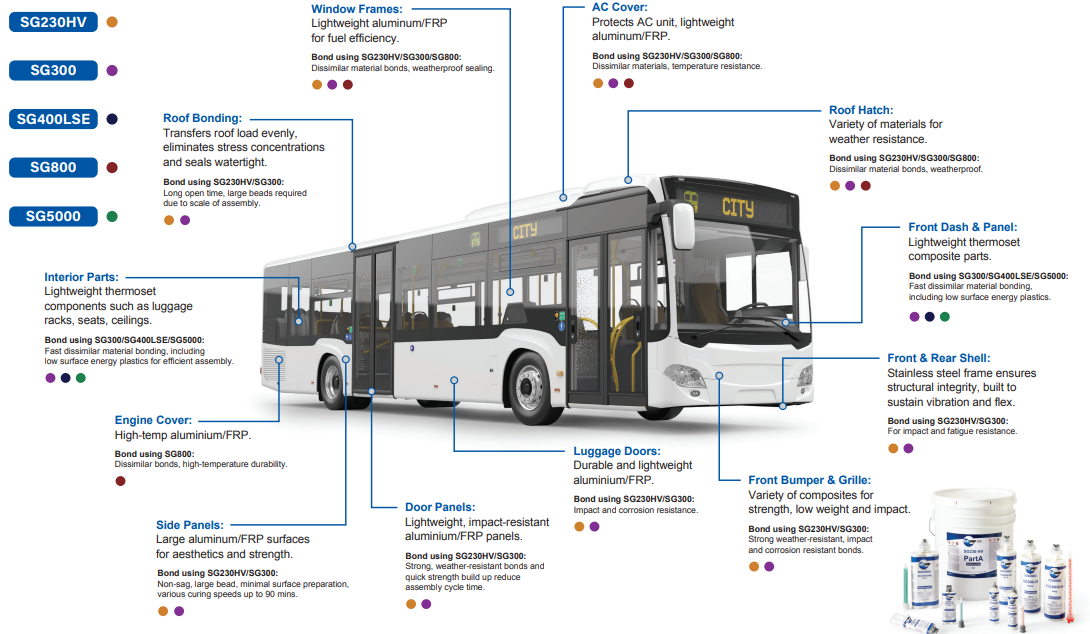 SG230HV
SG300
SG400LSE
SG800
SG5000
Window Frames:
Lightweight aluminum/FRP
for fuel efficiency.
Bond using SG230HV/SG300/SG800:
Dissimilar material bonds, weatherproof sealing.
AC Cover:
Protects AC unit, lightweight
aluminum/FRP.
Bond using SG230HV/SG300/SG800:
Dissimilar materials, temperature resistance.
Roof Bonding:
Transfers roof load evenly,
eliminates stress concentrations
and seals watertight.
Bond using SG230HV/SG300:
Long open time, large beads required
due to scale of assembly.
Roof Hatch:
Variety of materials for
weather resistance.
Bond using SG230HV/SG300/SG800:
Dissimilar material bonds, weatherproof.
CITY
CITY
Front Dash & Panel:
Lightweight thermoset
composite parts.
Bond using SG300/SG400LSE/SG5000:
Fast dissimilar material bonding,
including low surface energy plastics.
Interior Parts:
Lightweight thermoset
components such as luggage
racks, seats, ceilings.
Bond using SG300/SG400LSE/SG5000:
Fast dissimilar material bonding, including
low surface energy plastics for efficient assembly.
Front & Rear Shell:
Stainless steel frame ensures
structural integrity, built to
sustain vibration and flex.
Bond using SG230HV/SG300:
For impact and fatigue resistance.
Engine Cover:
High-temp aluminium/FRP.
Bond using SG800:
Dissimilar bonds, high-temperature durability.
Luggage Doors:
Durable and lightweight
aluminium/FRP.
Bond using SG230HV/SG300:
Impact and corrosion resistance.
Front Bumper & Grille:
Variety of composites for
strength, low weight and impact.
Bond using SG230HV/SG300:
Strong weather-resistant, impact
and corrosion resistant bonds.
Side Panels:
Large aluminum/FRP surfaces
for aesthetics and strength.
Bond using SG230HV/SG300:
Non-sag, large bead, minimal surface preparation,
various curing speeds up to 90 mins.
Door Panels:
Lightweight, impact-resistant
aluminium/FRP panels.
Bond using SG230HV/SG300:
Strong, weather-resistant bonds and
quick strength build up reduce
assembly cycle time.
SG230 HV
PartA